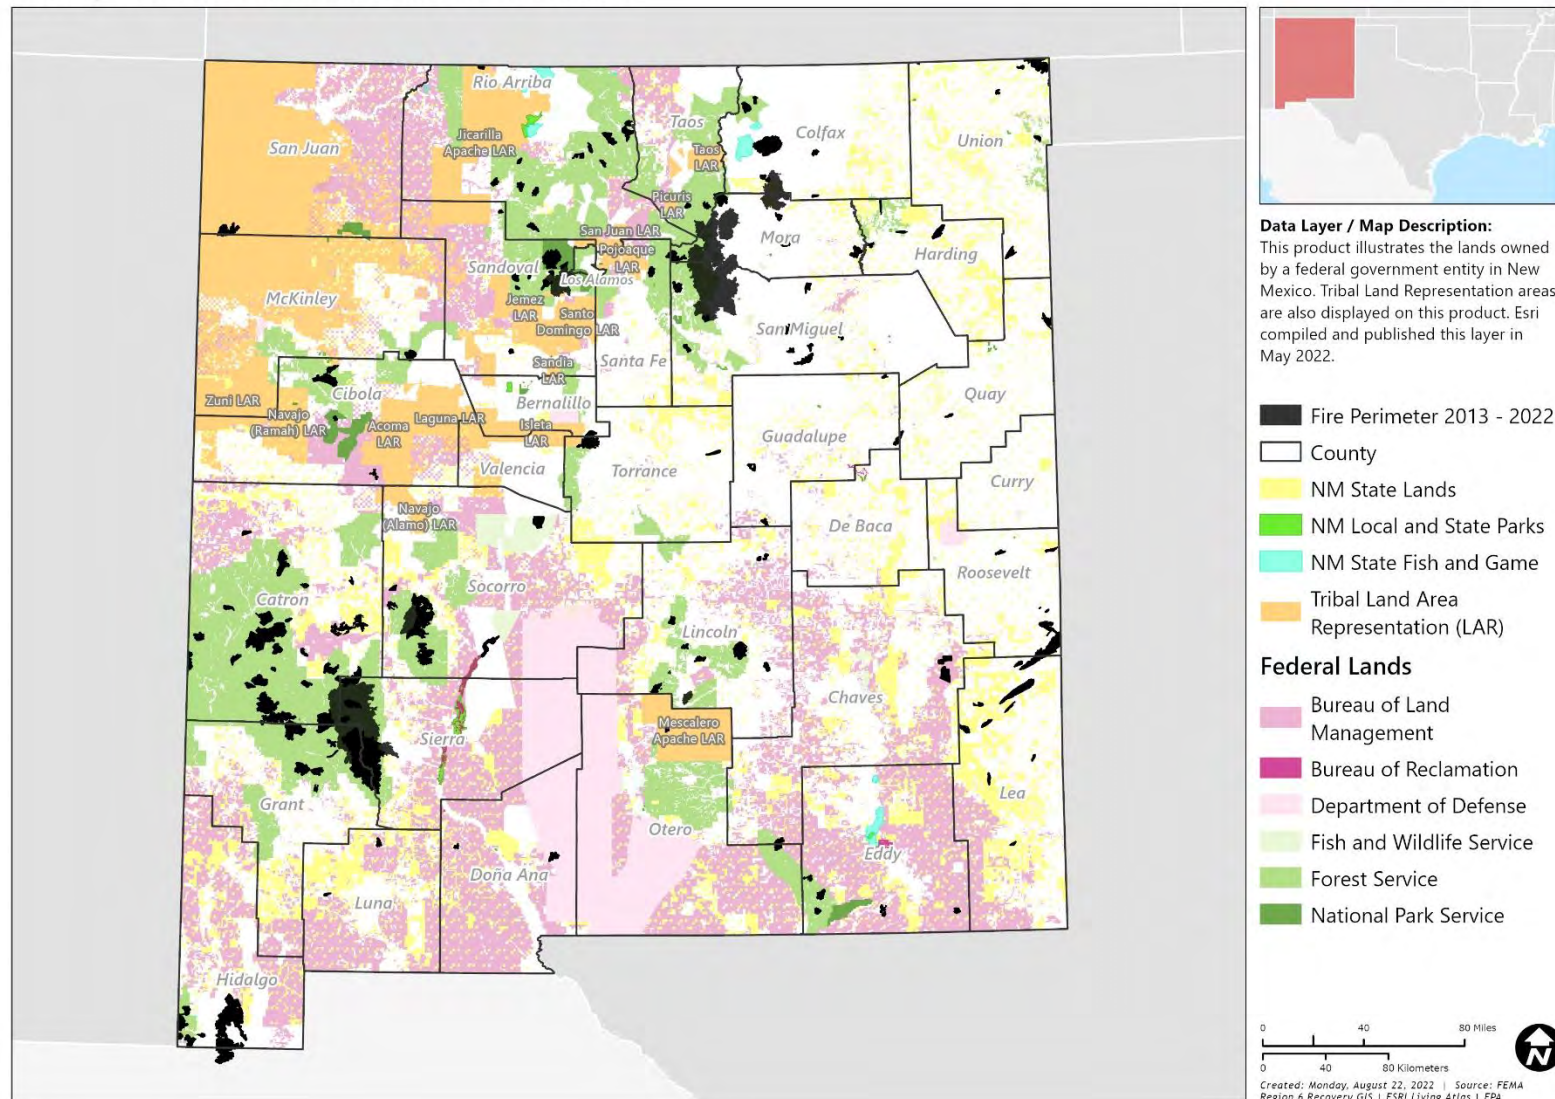 Rio Arriba
Taos
Colfax
Union
San Juan
Jicarilla
Apache LAR
Taos
LAR
Picuris
LAR
San Juan LAR
Mora
Harding
Pojoaque
LAR
Sandoval
Los Alamos
McKinley
Jemez
LAR
Santo
Domingo LAR
San Miguel
Sandia
LAR
Santa Fe
Cibola
Zuni LAR
Bernalillo
Quay
Navajo
(Ramah) LAR
Acoma
LAR
Laguna LAR
Isleta
LAR
Guadalupe
Valencia
Torrance
Curry
Navajo
(Alamo) LAR
De Baca
Socorro
Roosevelt
Catron
Lincoln
Chaves
Mescalero
Apache LAR
Sierra
Grant
Lea
Otero
Eddy
Doña Ana
Luna
Hidalgo
Data Layer / Map Description:
This product illustrates the lands owned
by a federal government entity in New
Mexico. Tribal Land Representation areas
are also displayed on this product. Esri
compiled and published this layer in
May 2022.
Fire Perimeter 2013 - 2022
County
NM State Lands
NM Local and State Parks
NM State Fish and Game
Tribal Land Area
Representation (LAR)
Federal Lands
Bureau of Land
Management
Bureau of Reclamation
Department of Defense
Fish and Wildlife Service
Forest Service
National Park Service
0 40 80 Miles
0 40 80 Kilometers
N
Created: Monday, August 22, 2022 | Source: FEMA
Region 6 Recovery GIS | ESRI Living Atlas | EPA